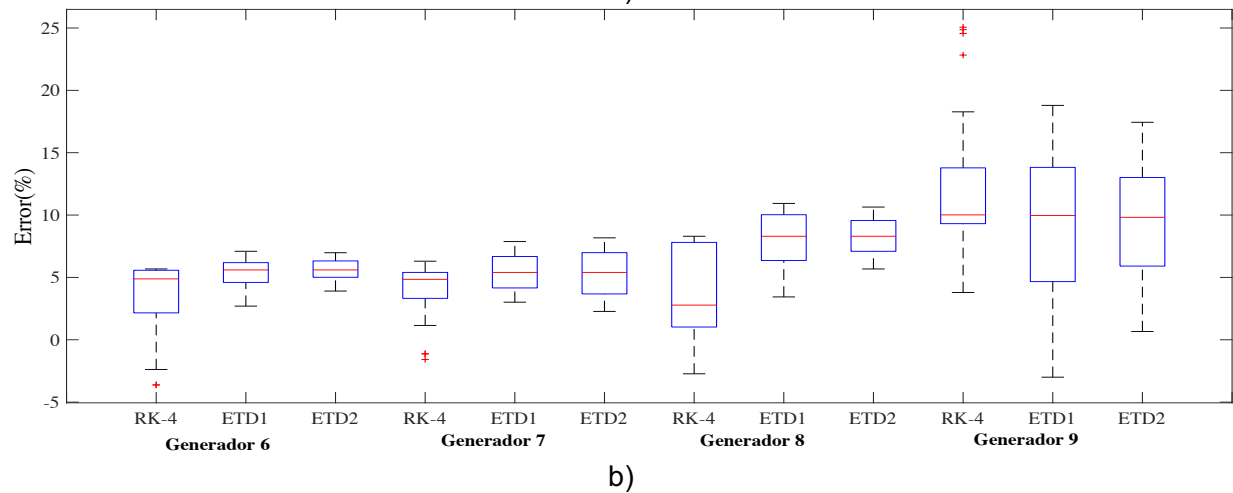 )
25
20
15
10
5
0
-5
Error(%)
RK-4 ETD1 ETD2 RK-4 ETD1 ETD2 RK-4 ETD1 ETD2 RK-4 ETD1 ETD2
Generador 6 Generador 7 Generador 8 Generador 9
b)